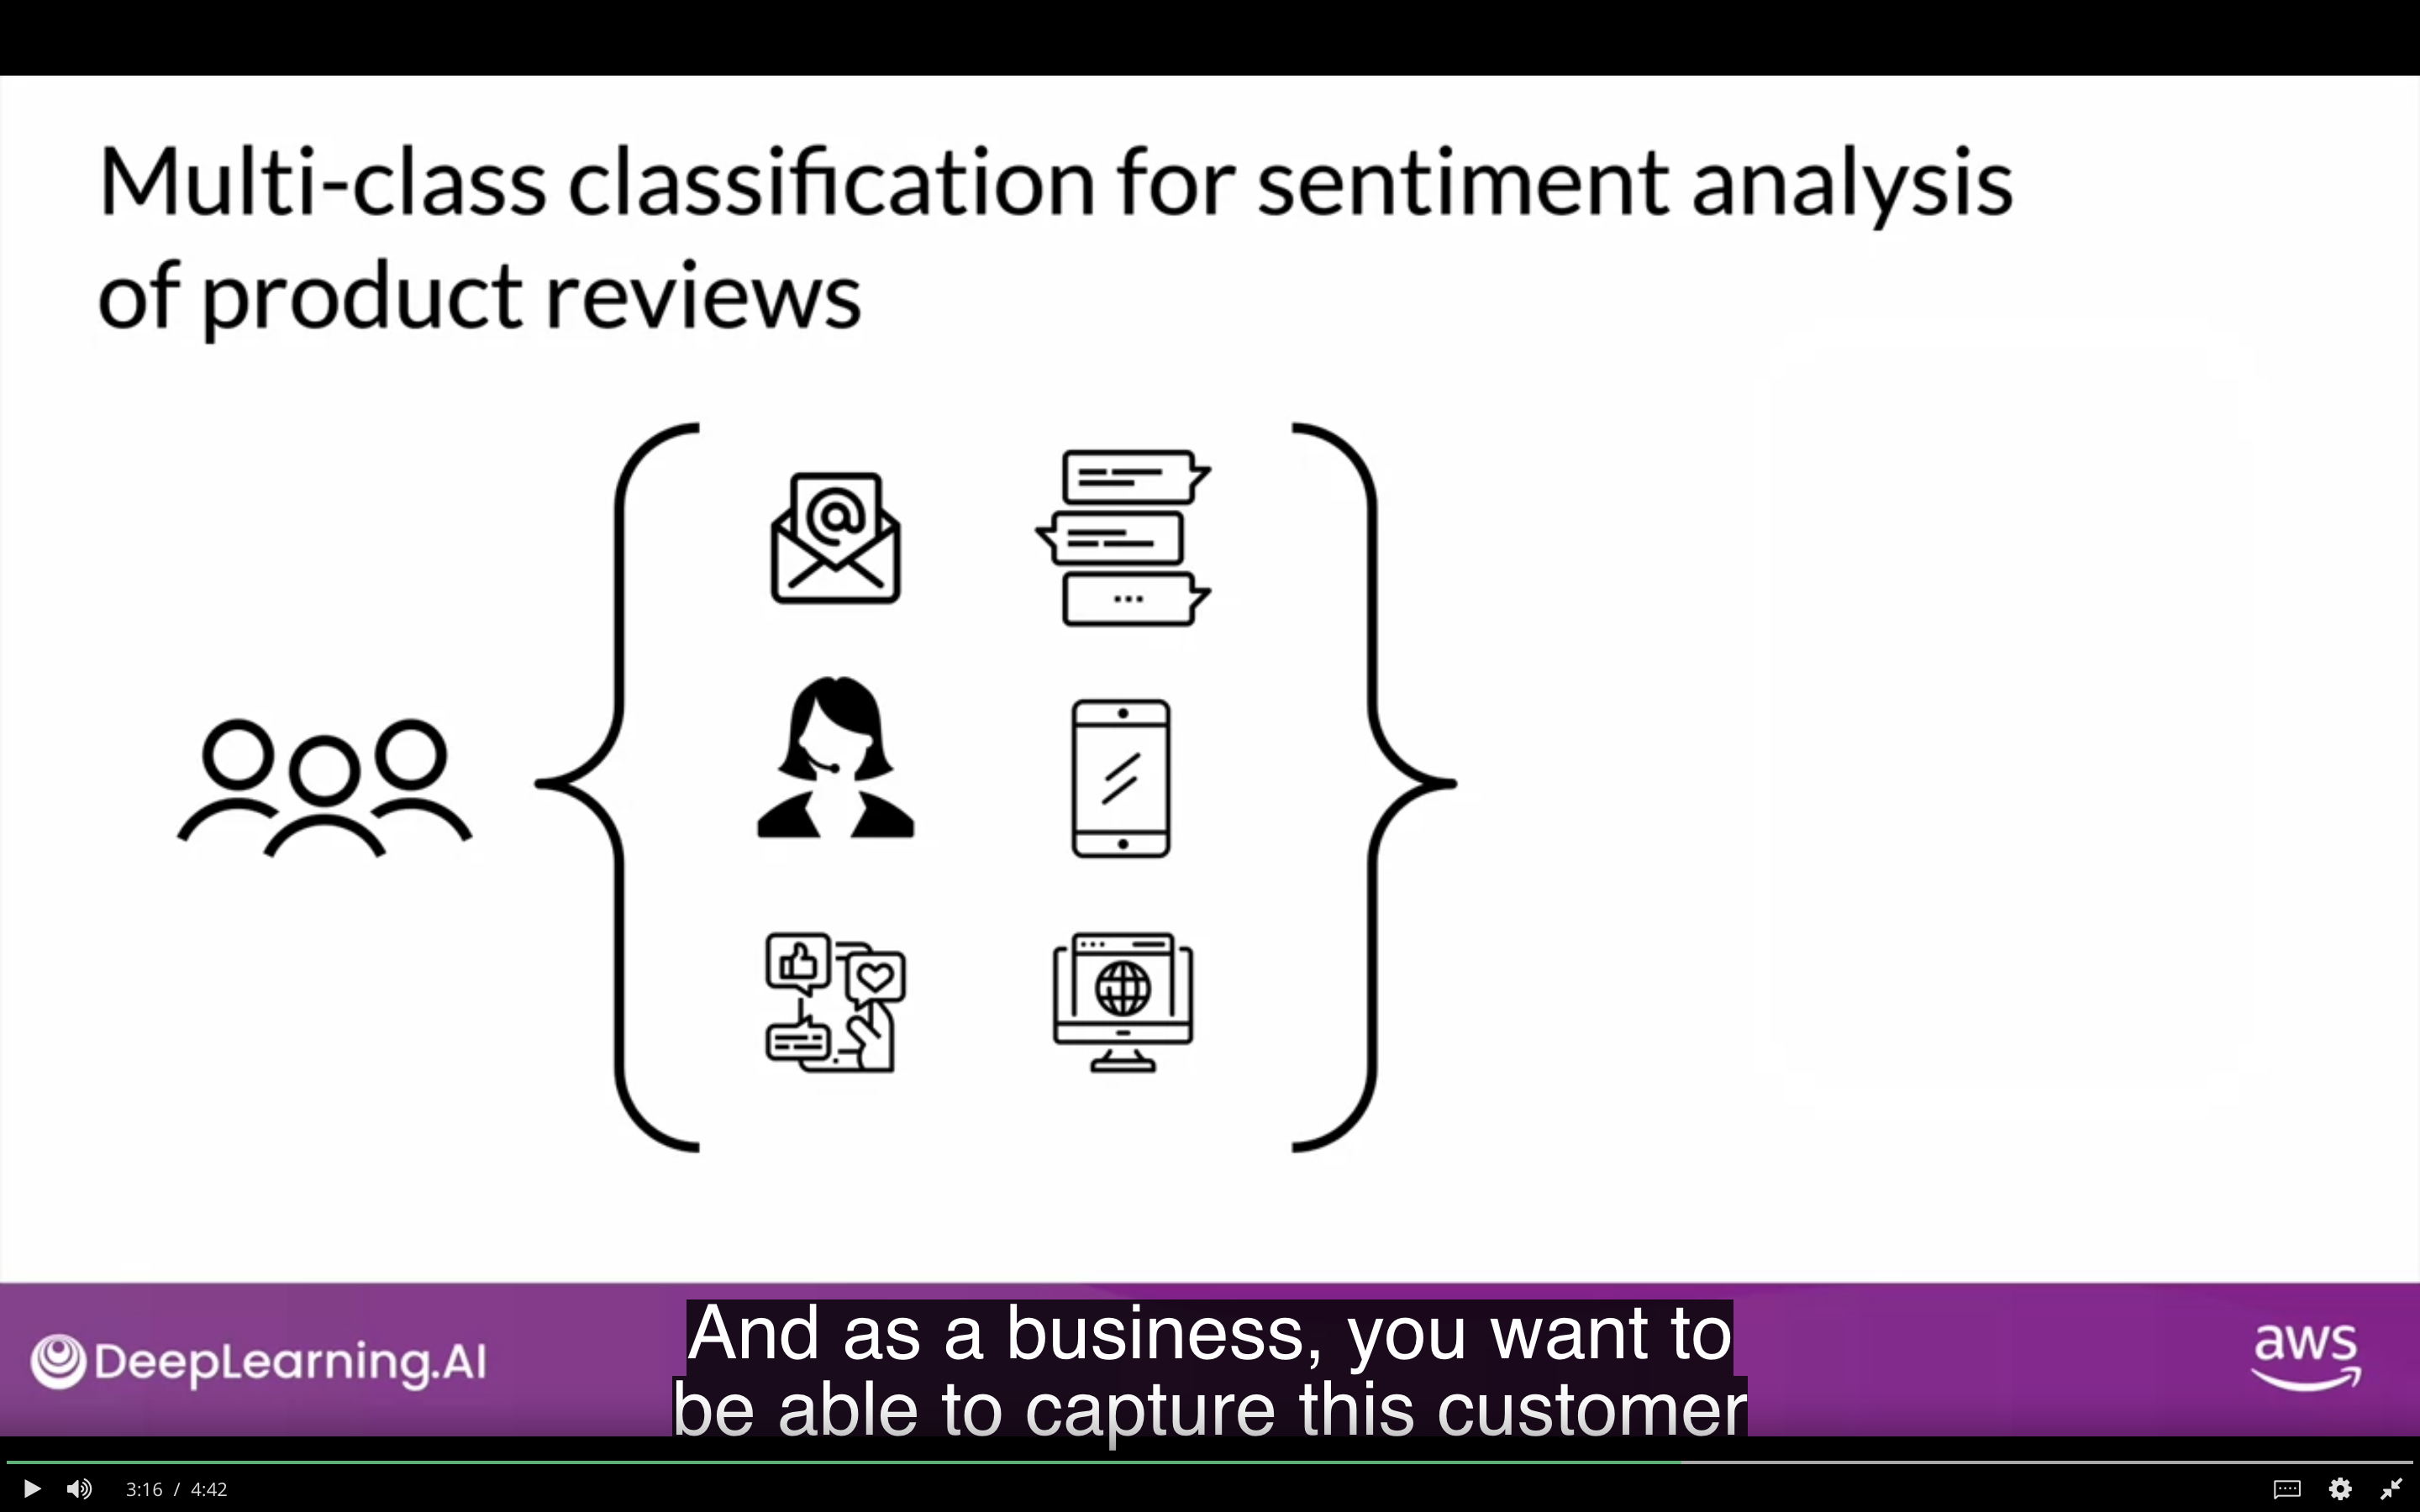 Multi-class classification for sentiment analysis
of product reviews
DeepLearning.AI
And as a business, you want to
be able to capture this customer
aws
3:16 / 4:42